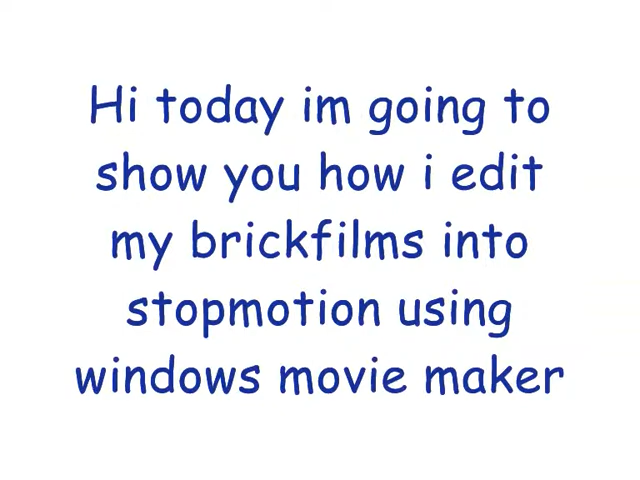 Hi today im going to
show you how i edit
my brickfilms into
stopmotion using
windows movie maker